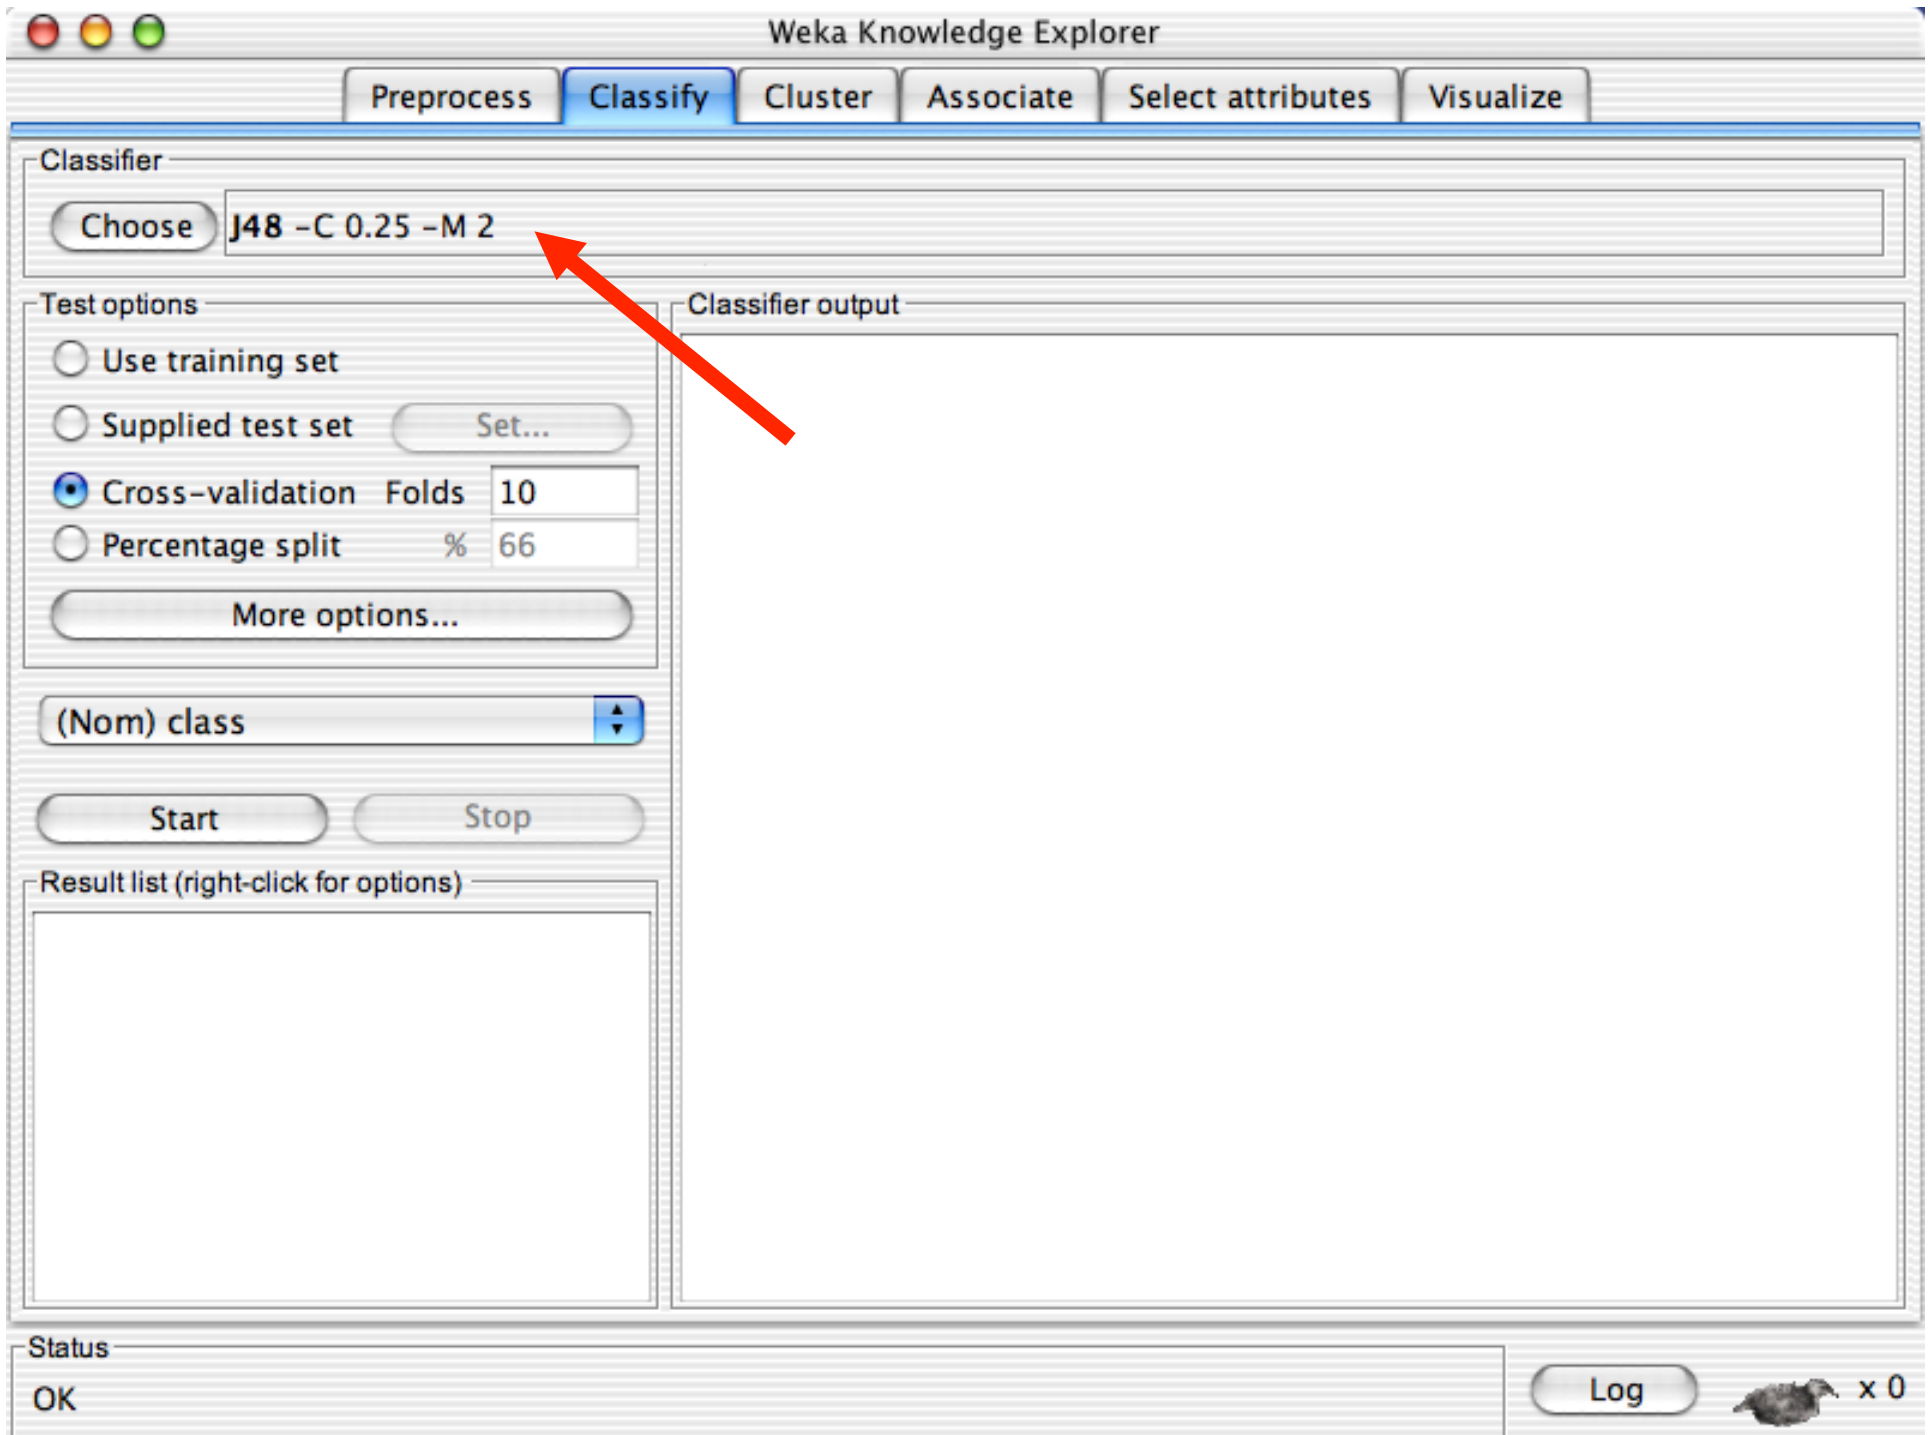 Weka Knowledge Explorer
Preprocess Classify Cluster Associate Select attributes Visualize
Classifier
Choose J48 -C 0.25 -M 2
Test options
Use training set
Supplied test set Set...
Cross-validation Folds 10
Percentage split % 66
More options...
(Nom) class
Start Stop
Result list (right-click for options)
Classifier output
Status
OK
Log x 0